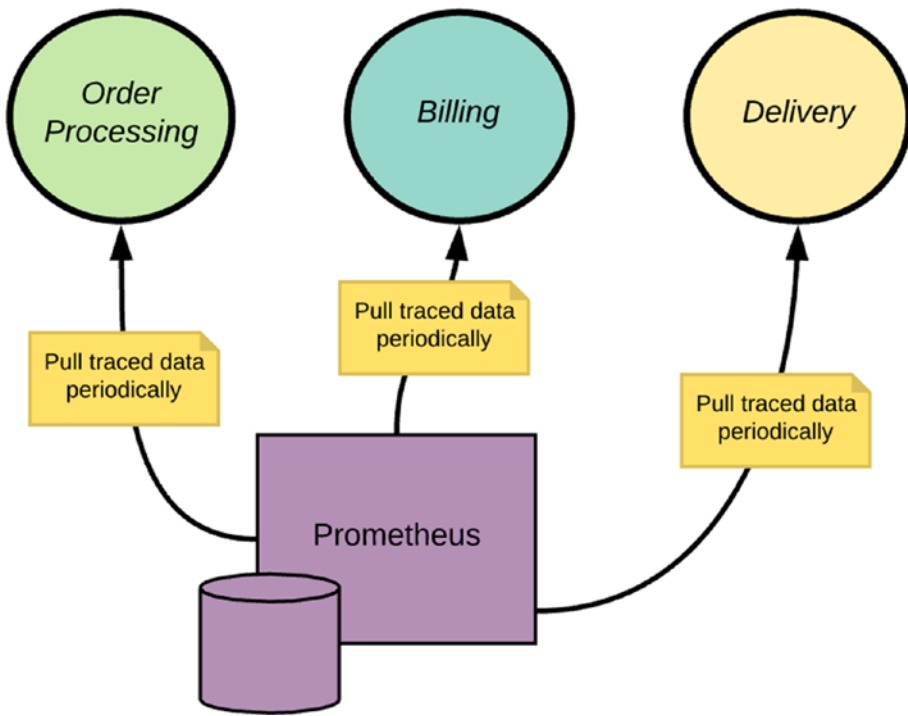 Order
Processing
Billing
Delivery
Pull traced data
periodically
Pull traced data
periodically
Pull traced data
periodically
Prometheus